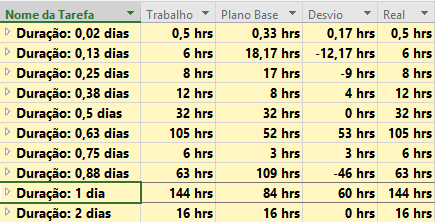 Nome da Tarefa Trabalho Plano Base Desvio Real
Duração: 0,02 dias 0,5 hrs 0,33 hrs 0,17 hrs 0,5 hrs
Duração: 0,13 dias 6 hrs 18,17 hrs -12,17 hrs 6 hrs
Duração: 0,25 dias 8 hrs 17 hrs -9 hrs 8 hrs
Duração: 0,38 dias 12 hrs 8 hrs 4 hrs 12 hrs
Duração: 0,5 dias 32 hrs 32 hrs 0 hrs 32 hrs
Duração: 0,63 dias 105 hrs 52 hrs 53 hrs 105 hrs
Duração: 0,75 dias 6 hrs 3 hrs 3 hrs 6 hrs
Duração: 0,88 dias 63 hrs 109 hrs -46 hrs 63 hrs
Duração: 1 dia 144 hrs 84 hrs 60 hrs 144 hrs
Duração: 2 dias 16 hrs 16 hrs 0 hrs 16 hrs